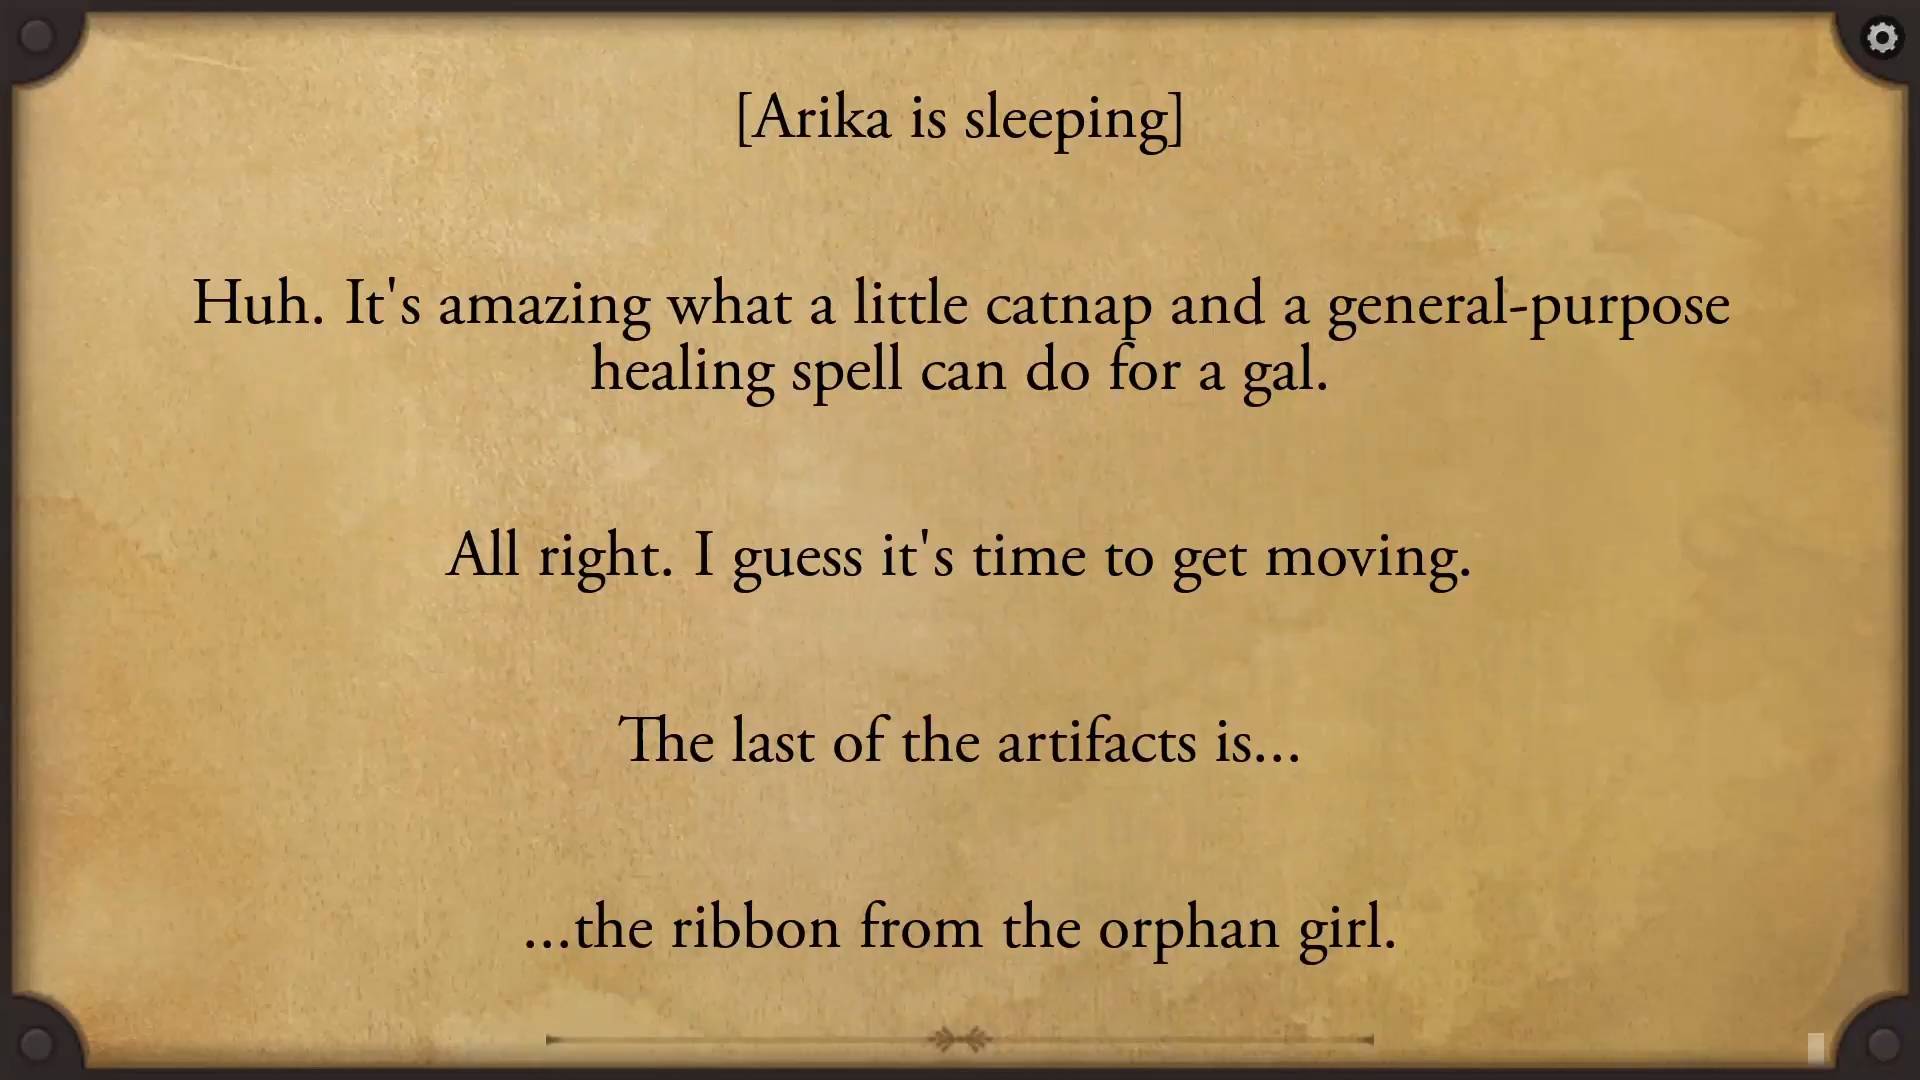 [Arika is sleeping]
Huh. It's amazing what a little catnap and a general-purpose
healing spell can do for a gal.
All right. I guess it's time to get moving.
The last of the artifacts is...
...the ribbon from the orphan girl.